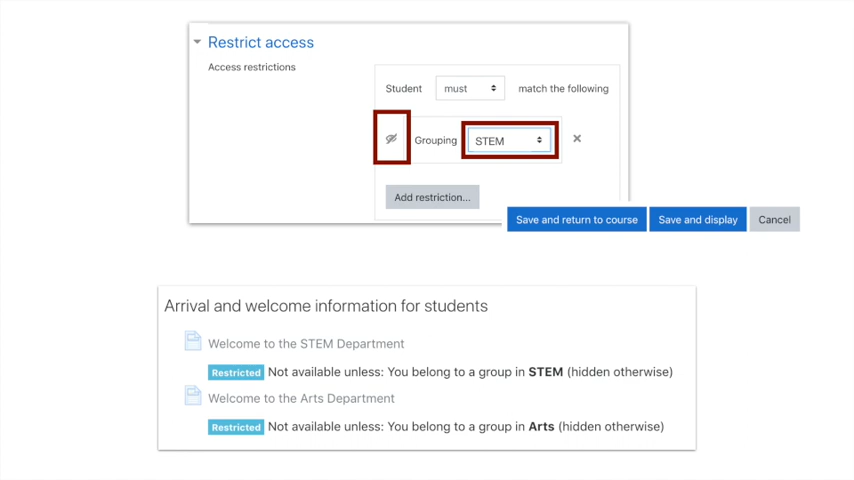 Restrict access
Access restrictions
Student must match the following
Grouping STEM
Add restriction...
Save and return to course Save and display Cancel
Arrival and welcome information for students
Welcome to the STEM Department
Restricted Not available unless: You belong to a group in STEM (hidden otherwise)
Welcome to the Arts Department
Restricted Not available unless: You belong to a group in Arts (hidden otherwise)